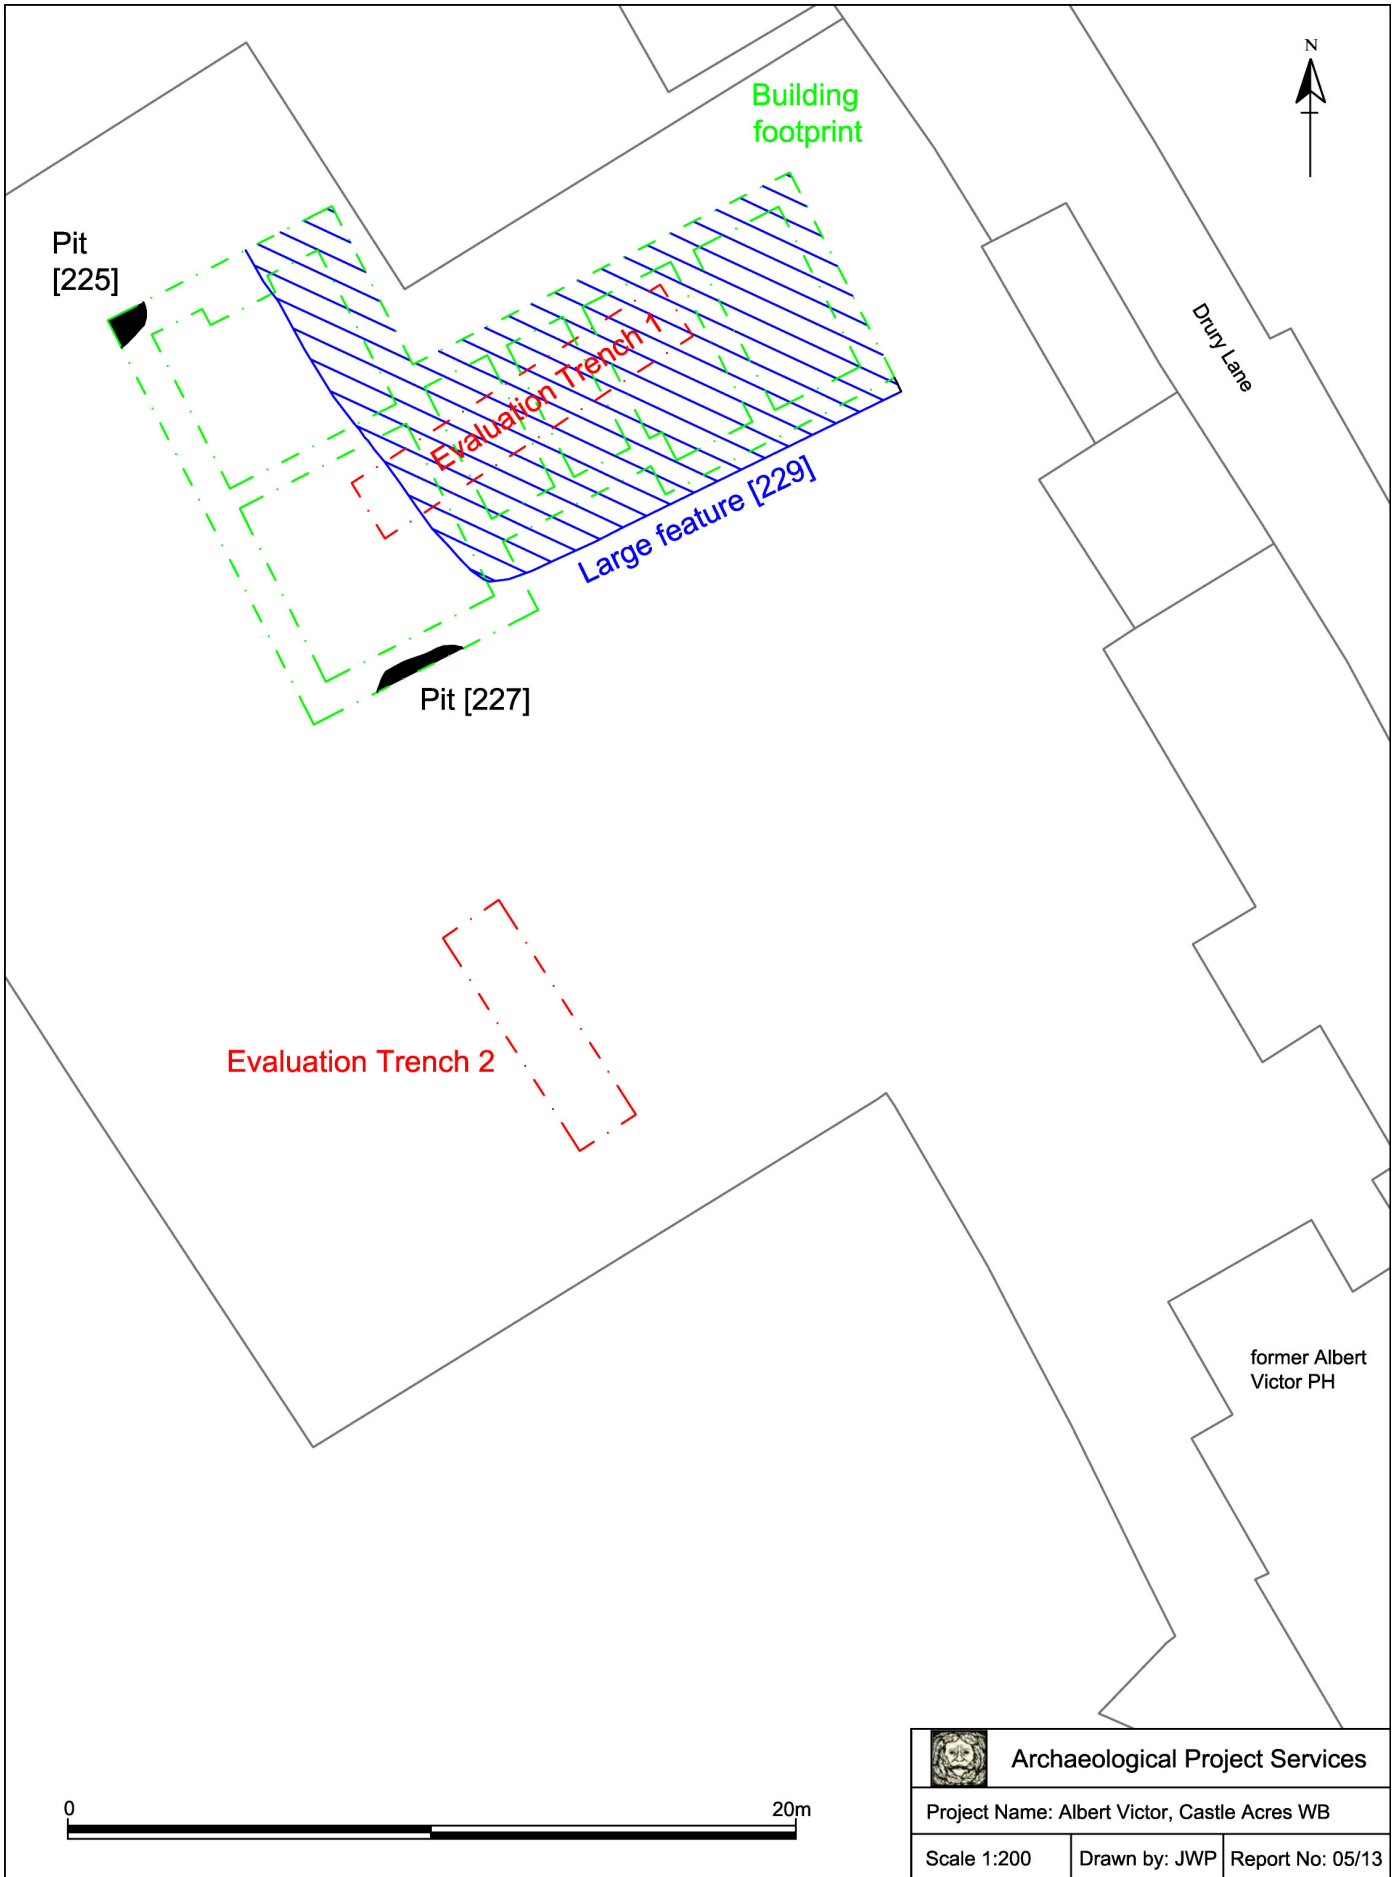 N
Building
footprint
Pit
[225]
Drury Lane
Evaluation Trench 1
Large feature [229]
Pit [227]
Evaluation Trench 2
former Albert
Victor PH
0
20m
Archaeological Project Services
Project Name: Albert Victor, Castle Acres WB
Scale 1:200
Drawn by: JWP
Report No: 05/13